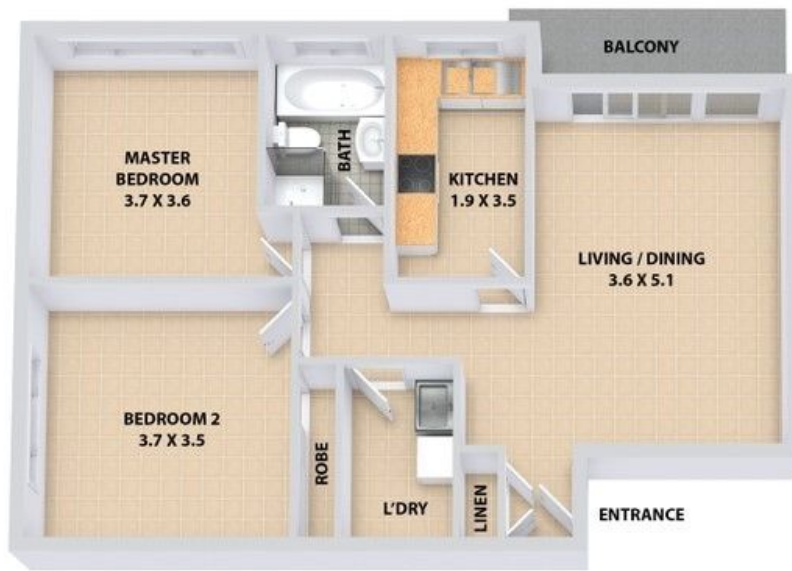 BALCONY
MASTER
BEDROOM
3.7 X 3.6
BATH
KITCHEN
1.9 X 3.5
LIVING / DINING
3.6 X 5.1
BEDROOM 2
3.7 X 3.5
ROBE
L'DRY
LINEN
ENTRANCE